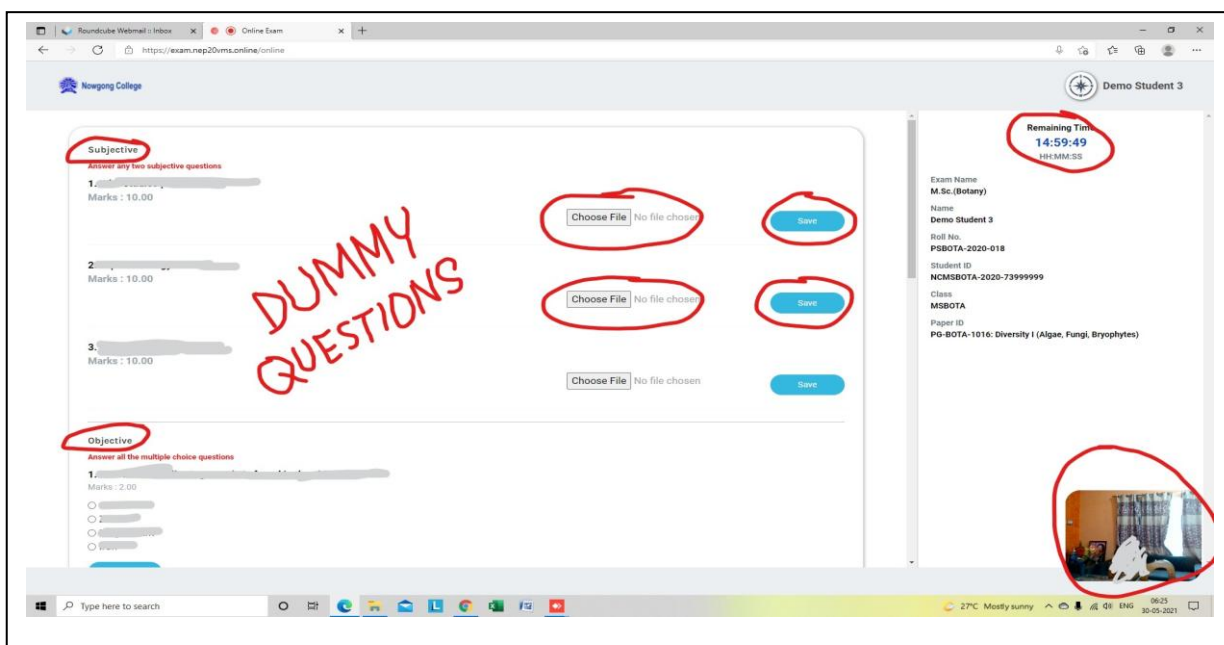 Roundcube Webmail :: Inbox
Online Exam
https://exam.nep20vms.online/online
Nowgong College
Demo Student 3
Subjective
Answer any two subjective questions
1.
Marks : 10.00
Choose File No file chosen
Save
2
Marks : 10.00
Choose File No file chosen
Save
3.
Marks : 10.00
Choose File No file chosen
Save
DUMMY
QUESTIONS
Objective
Answer all the multiple choice questions
1.
Marks : 2.00
Remaining Time
14:59:49
HH:MM:SS
Exam Name
M.Sc.(Botany)
Name
Demo Student 3
Roll No.
PSBOTA-2020-018
Student ID
NCMSBOTA-2020-73999999
Class
MSBOTA
Paper ID
PG-BOTA-1016: Diversity I (Algae, Fungi, Bryophytes)
Type here to search
27°C Mostly sunny
ENG
06:25
30-05-2021